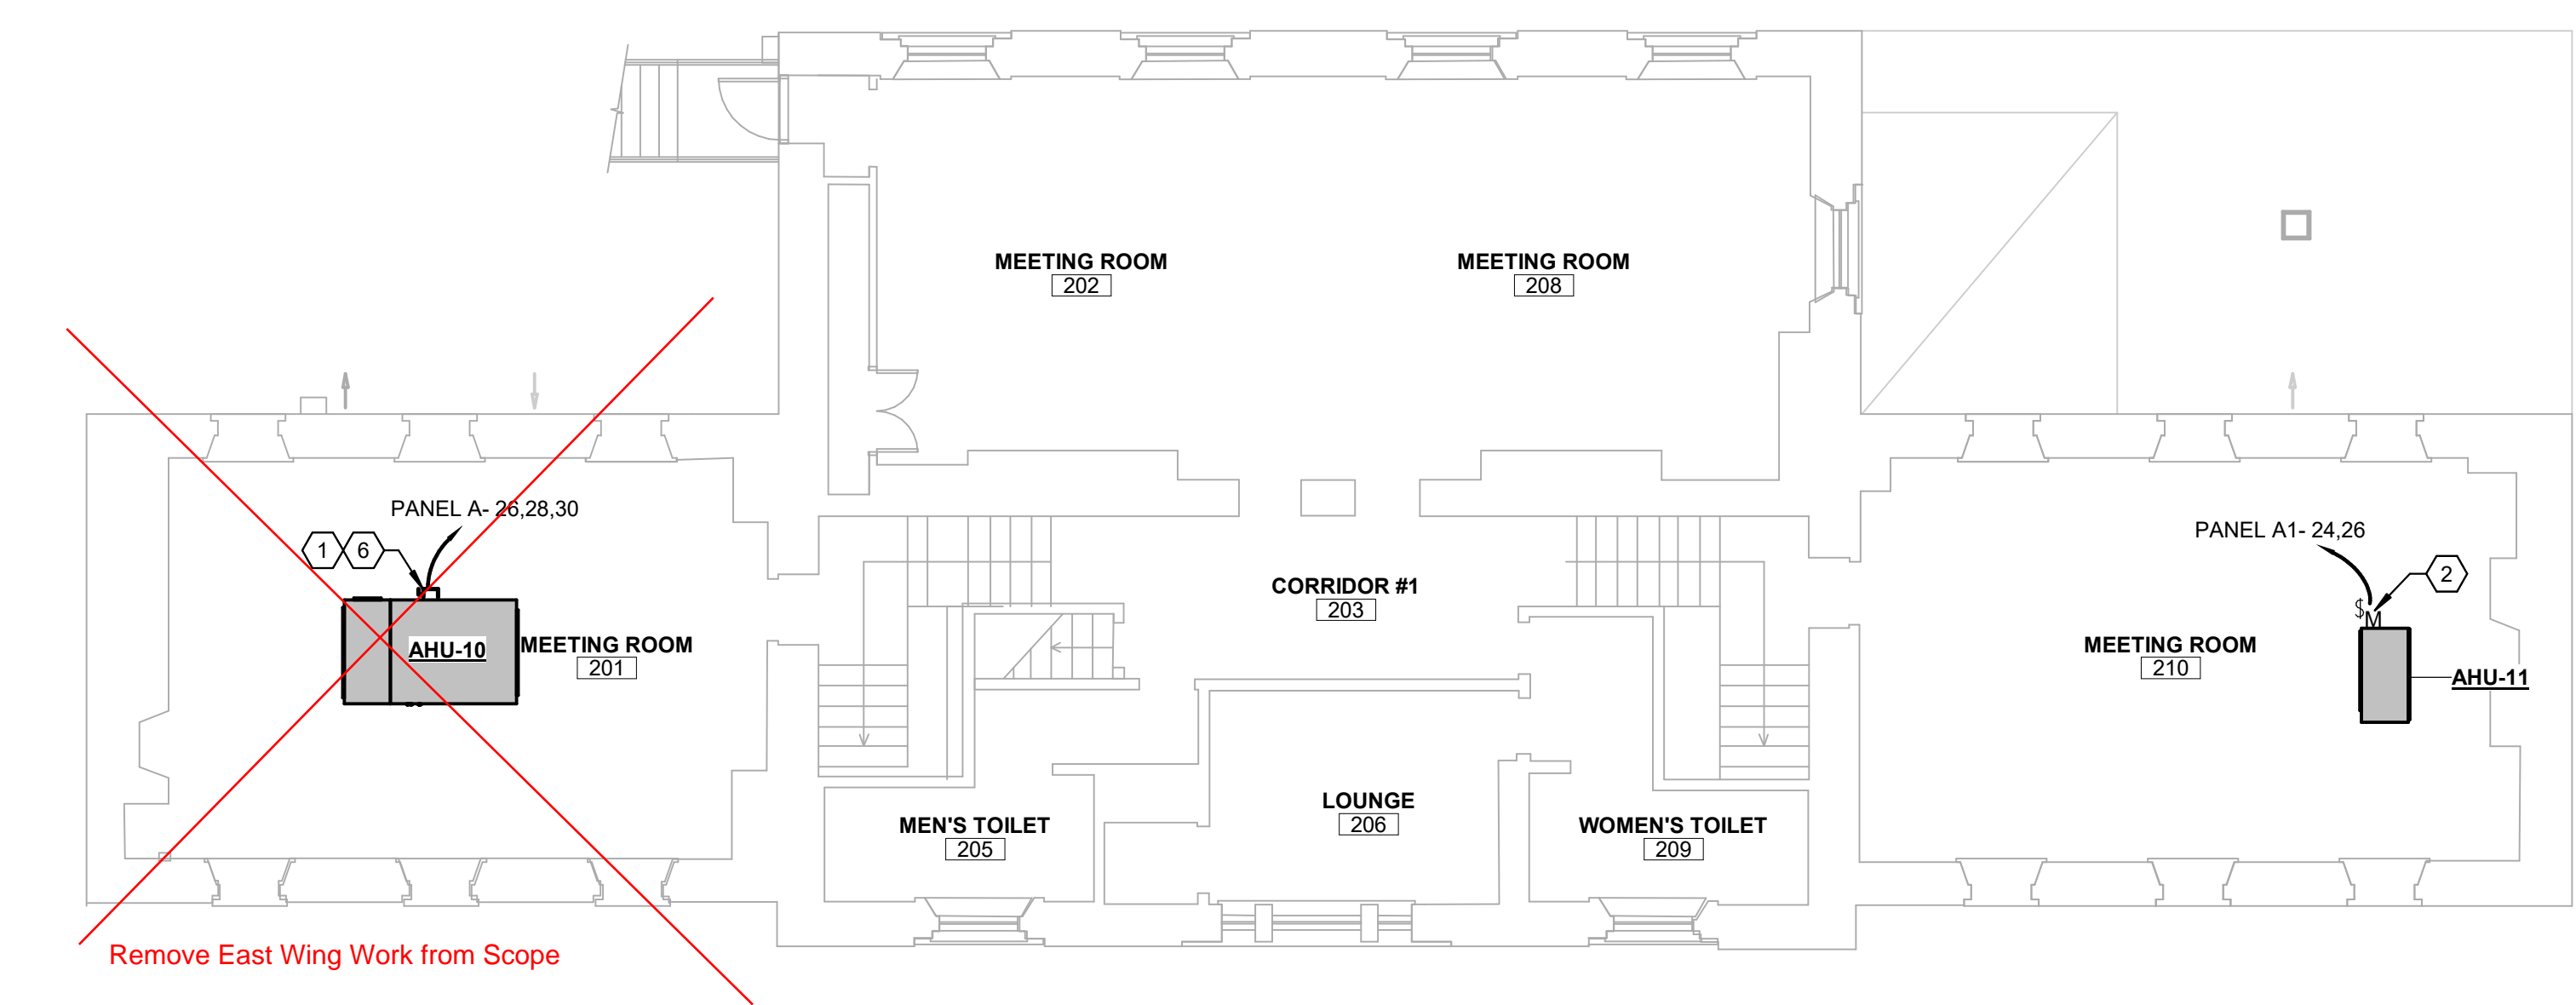 MEETING ROOM
202
MEETING ROOM
208
PANEL A- 26,28,30
1
6
AHU-10
MEETING ROOM
201
CORRIDOR #1
203
PANEL A1- 24,26
2
$M
MEETING ROOM
210
AHU-11
MEN'S TOILET
205
LOUNGE
206
WOMEN'S TOILET
209
Remove East Wing Work from Scope